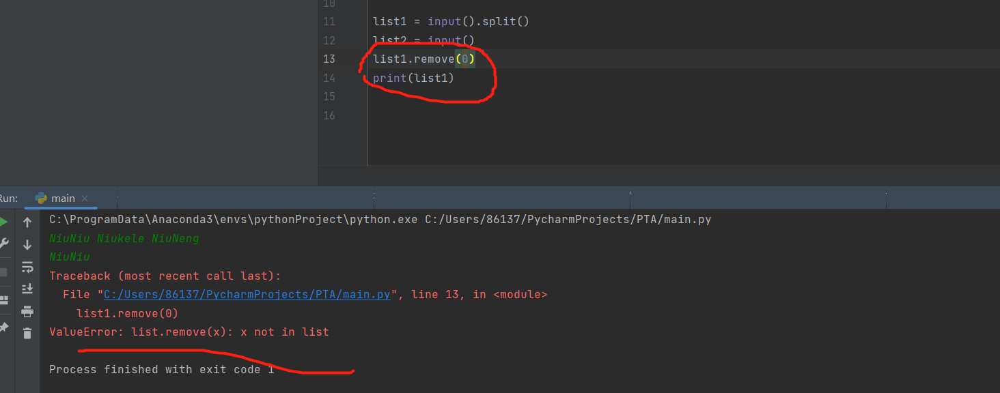 10
11 list1 = input().split()
12 list2 = input()
13 list1.remove(0)
14 print(list1)
15
16
Run: main
C:\ProgramData\Anaconda3\envs\pythonProject\python.exe C:/Users/86137/PycharmProjects/PTA/main.py
NiuNiu Niukele NiuNeng
NiuNiu
Traceback (most recent call last):
File "C:/Users/86137/PycharmProjects/PTA/main.py", line 13, in <module>
list1.remove(0)
ValueError: list.remove(x): x not in list
Process finished with exit code 1